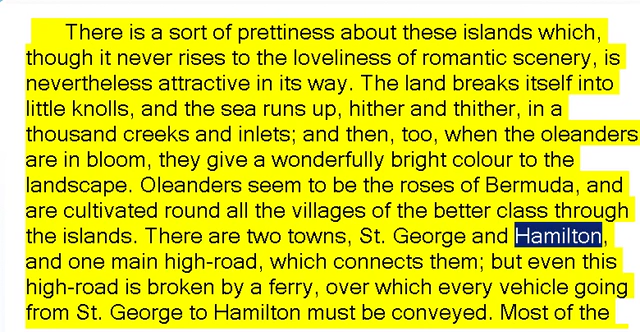 There is a sort of prettiness about these islands which,
though it never rises to the loveliness of romantic scenery, is
nevertheless attractive in its way. The land breaks itself into
little knolls, and the sea runs up, hither and thither, in a
thousand creeks and inlets; and then, too, when the oleanders
are in bloom, they give a wonderfully bright colour to the
landscape. Oleanders seem to be the roses of Bermuda, and
are cultivated round all the villages of the better class through
the islands. There are two towns, St. George and Hamilton,
and one main high-road, which connects them; but even this
high-road is broken by a ferry, over which every vehicle going
from St. George to Hamilton must be conveyed. Most of the